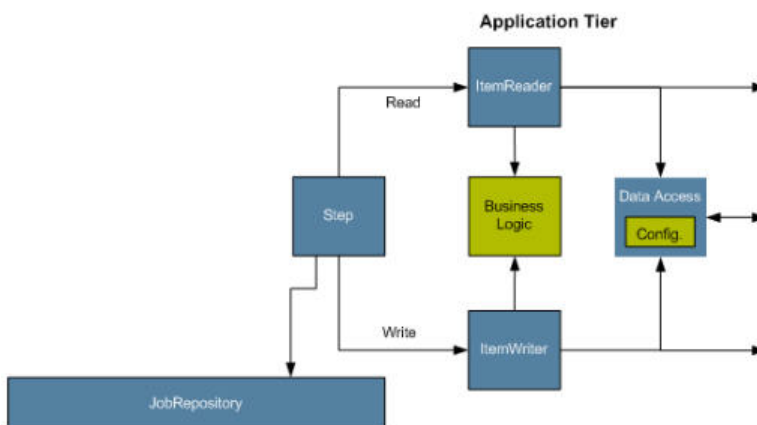 Application Tier
ItemReader
Read
Step
Business
Logic
Data Access
Config.
Write
ItemWriter
JobRepository